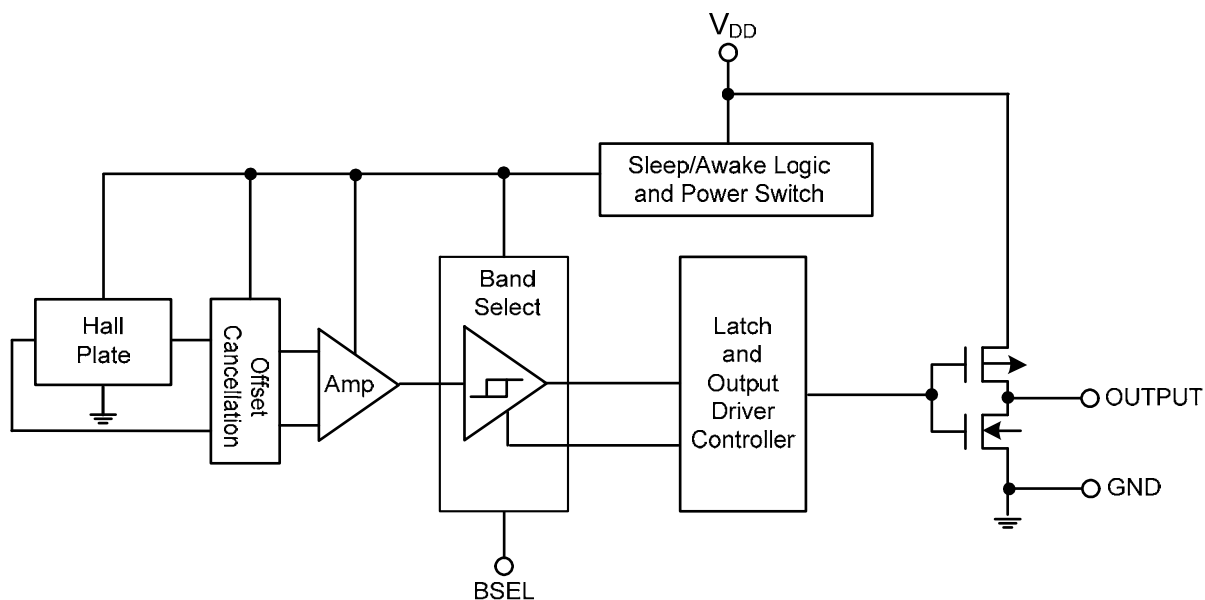 VDD
Sleep/Awake Logic
and Power Switch
Band
Select
Hall
Plate
Offset
Cancellation
Amp
Latch
and
Output
Driver
Controller
OUTPUT
GND
BSEL